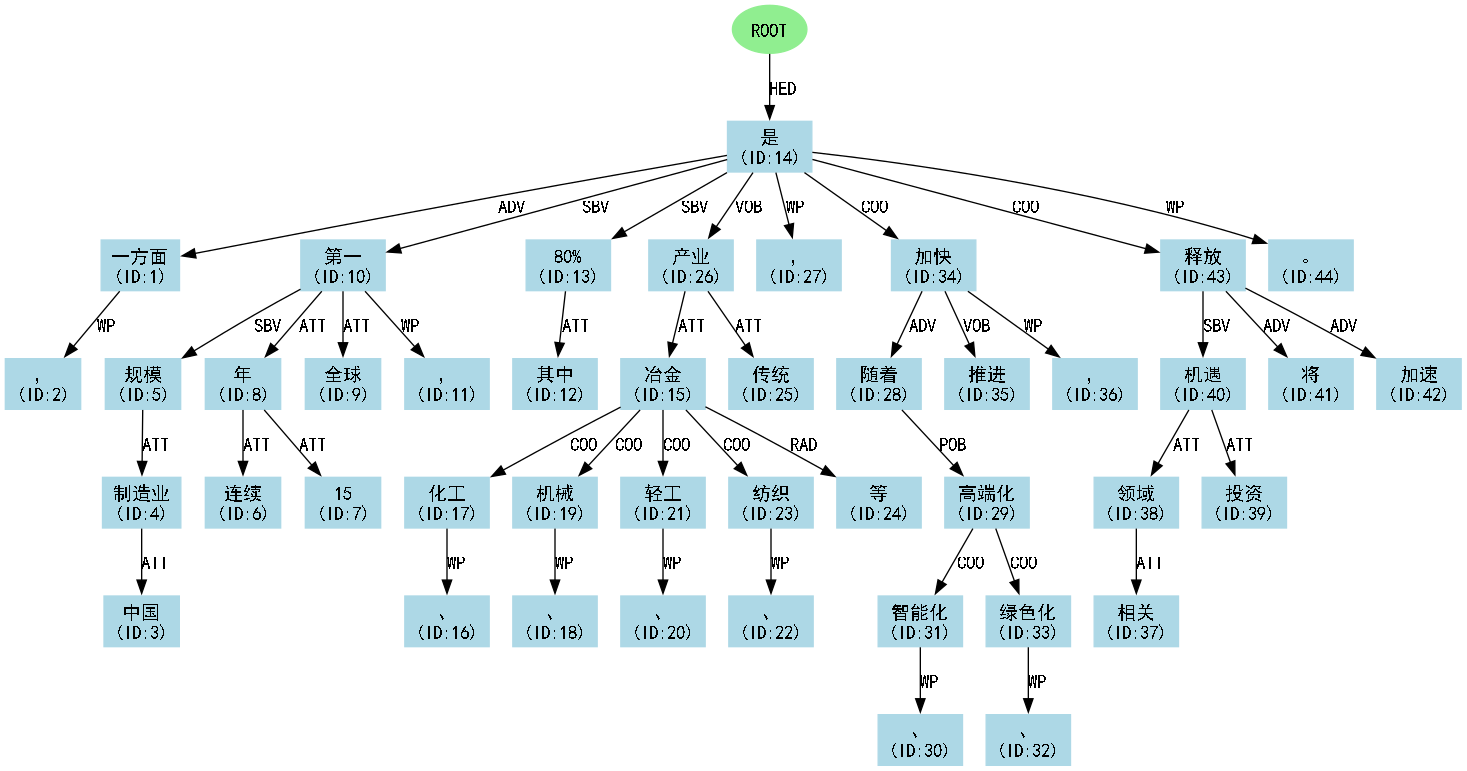 ROOT
HED
是
(ID:14)
ADV
SBV
SBV
VOB
WP
COO
COO
WP
一方面
(ID:1)
第一
(ID:10)
80%
(ID:13)
产业
(ID:26)
,
(ID:27)
加快
(ID:34)
释放
(ID:43)
。
(ID:44)
WP
SBV
ATT
ATT
WP
ATT
ATT
ATT
ADV
VOB
WP
SBV
ADV
ADV
,
(ID:2)
规模
(ID:5)
年
(ID:8)
全球
(ID:9)
,
(ID:11)
其中
(ID:12)
冶金
(ID:15)
传统
(ID:25)
随着
(ID:28)
推进
(ID:35)
,
(ID:36)
机遇
(ID:40)
将
(ID:41)
加速
(ID:42)
ATT
ATT
ATT
COO
COO
COO
COO
RAD
POB
ATT
ATT
制造业
(ID:4)
连续
(ID:6)
15
(ID:7)
化工
(ID:17)
机械
(ID:19)
轻工
(ID:21)
纺织
(ID:23)
等
(ID:24)
高端化
(ID:29)
领域
(ID:38)
投资
(ID:39)
ATT
WP
WP
WP
WP
COO
COO
ATT
中国
(ID:3)
、
(ID:16)
、
(ID:18)
、
(ID:20)
、
(ID:22)
智能化
(ID:31)
绿色化
(ID:33)
相关
(ID:37)
WP
WP
、
(ID:30)
、
(ID:32)